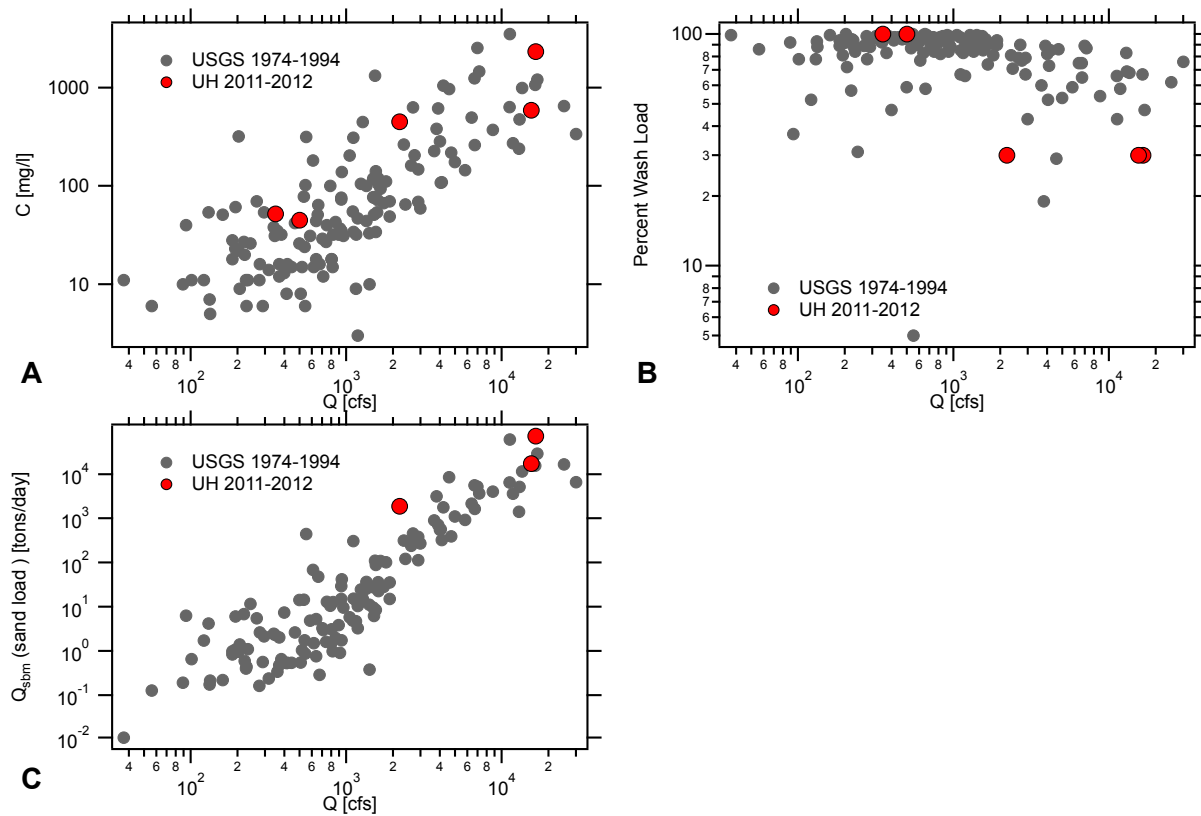 USGS 1974-1994
UH 2011-2012
C [mg/l]
1000
100
10
4 6 8 10² 2 4 6 8 10³ 2 4 6 8 10⁴ 2
Q [cfs]
A
USGS 1974-1994
UH 2011-2012
Percent Wash Load
100
8
7
6
5
4
3
2
10
8
7
6
5
4 6 8 10² 2 4 6 8 10³ 2 4 6 8 10⁴ 2
Q [cfs]
B
USGS 1974-1994
UH 2011-2012
Qsbm (sand load ) [tons/day]
10⁴
10³
10²
10¹
10⁰
10⁻¹
10⁻²
4 6 8 10² 2 4 6 8 10³ 2 4 6 8 10⁴ 2
Q [cfs]
C